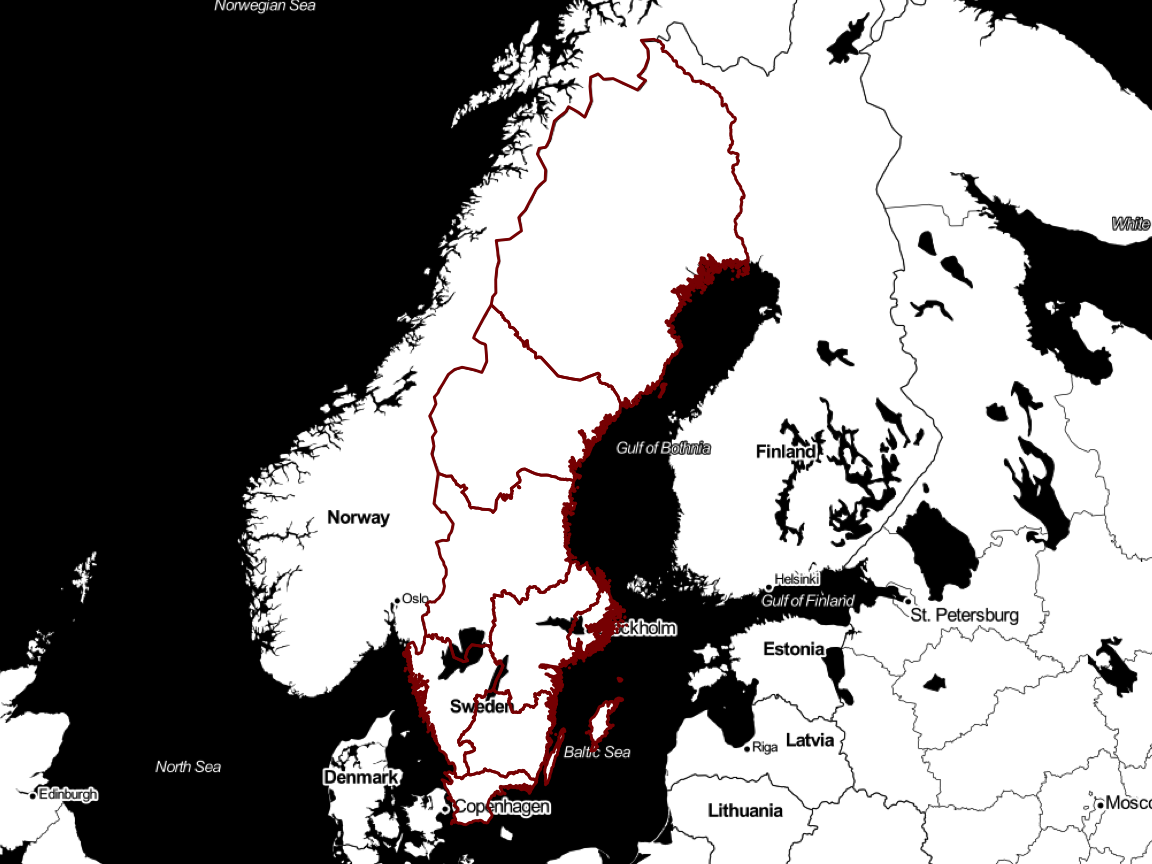 Norwegian Sea
White
Gulf of Bothnia
Finland
Norway
Helsinki
Oslo
Gulf of Finland
St. Petersburg
ckholm
Estonia
Sweden
Riga
Latvia
Baltic Sea
North Sea
Denmark
Edinburgh
Copenhagen
Mosco
Lithuania